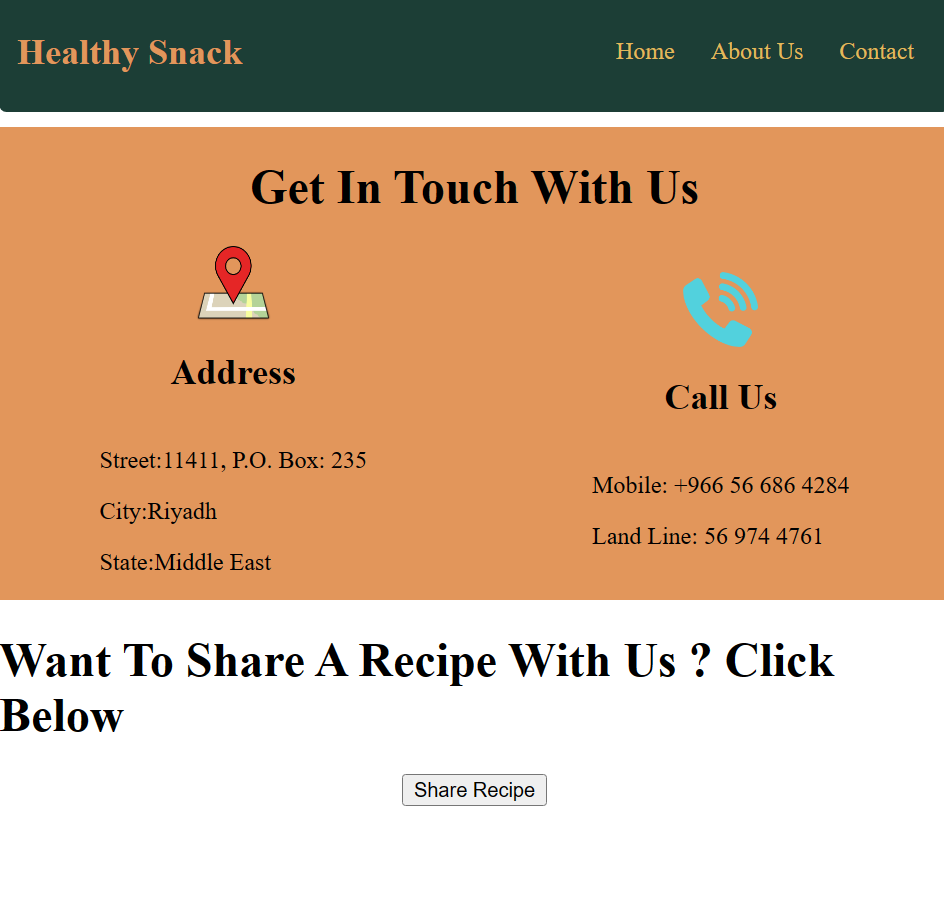 Healthy Snack
Home About Us Contact
Get In Touch With Us
Address
Street:11411, P.O. Box: 235
City:Riyadh
State:Middle East
Call Us
Mobile: +966 56 686 4284
Land Line: 56 974 4761
Want To Share A Recipe With Us ? Click
Below
Share Recipe